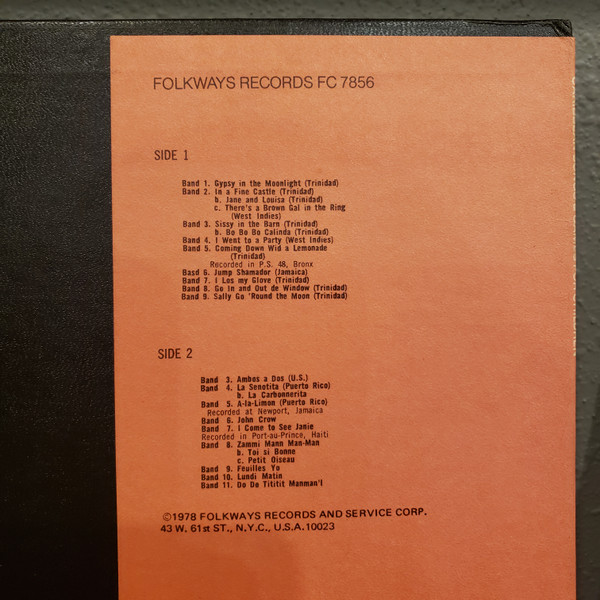 FOLKWAYS RECORDS FC 7856
SIDE 1
Band 1. Gypsy in the Moonlight (Trinidad)
Band 2. In a Fine Castle (Trinidad)
b. Jane and Louisa (Trinidad)
c. There's a Brown Gal in the Ring
(West Indies)
Band 3. Sissy in the Barn (Trinidad)
b. Bo Bo Bo Calinda (Trinidad)
Band 4. I Went to a Party (West Indies)
Band 5. Coming Down Wid a Lemonade
(Trinidad)
Recorded in P.S. 48, Bronx
Basd 6. Jump Shamador (Jamaica)
Band 7. I Los my Glove (Trinidad)
Band 8. Go In and Out de Window (Trinidad)
Band 9. Sally Go 'Round the Moon (Trinidad)
SIDE 2
Band 3. Ambos a Dos (U.S.)
Band 4. La Senotita (Puerto Rico)
b. La Carbonnerita
Band 5. A-la-Limon (Puerto Rico)
Recorded at Newport, Jamaica
Band 6. John Crow
Band 7. I Come to See Janie
Recorded in Port-au-Prince, Haiti
Band 8. Zammi Mann Man-Man
b. Toi si Bonne
c. Petit Oiseau
Band 9. Feuilles Yo
Band 10. Lundi Matin
Band 11. Do Do Tititit Manman'l
©1978 FOLKWAYS RECORDS AND SERVICE CORP.
43 W. 61st ST., N.Y.C., U.S.A. 10023